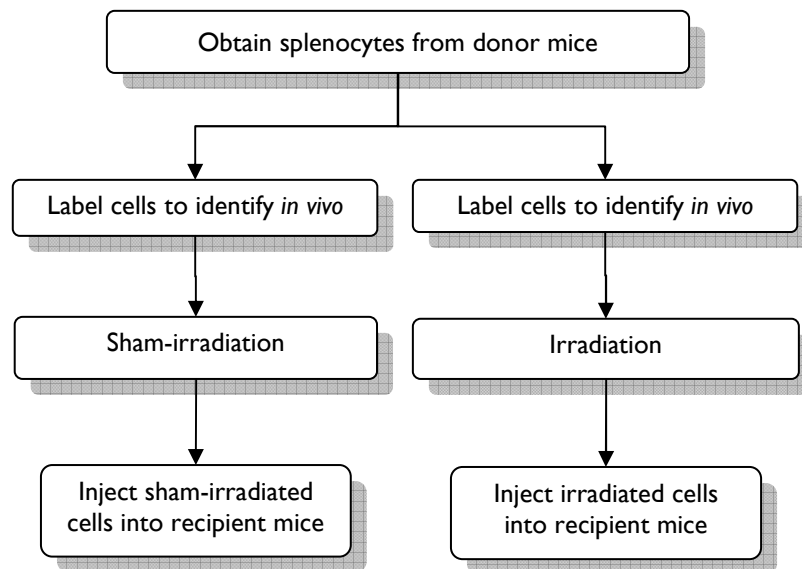 Obtain splenocytes from donor mice
Label cells to identify in vivo
Label cells to identify in vivo
Sham-irradiation
Irradiation
Inject sham-irradiated
cells into recipient mice
Inject irradiated cells
into recipient mice